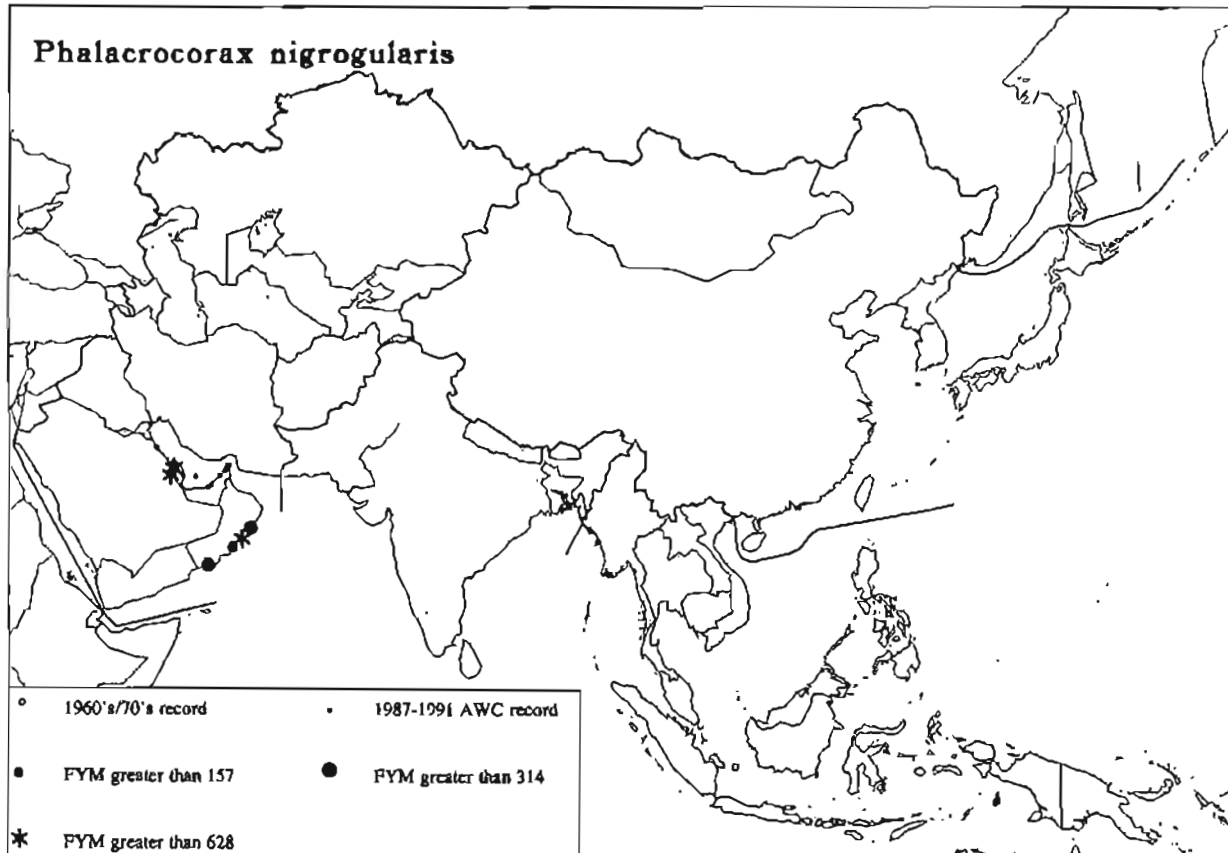 Phalacrocorax nigrogularis
1960's/70's record
1987-1991 AWC record
FYM greater than 157
FYM greater than 314
FYM greater than 628